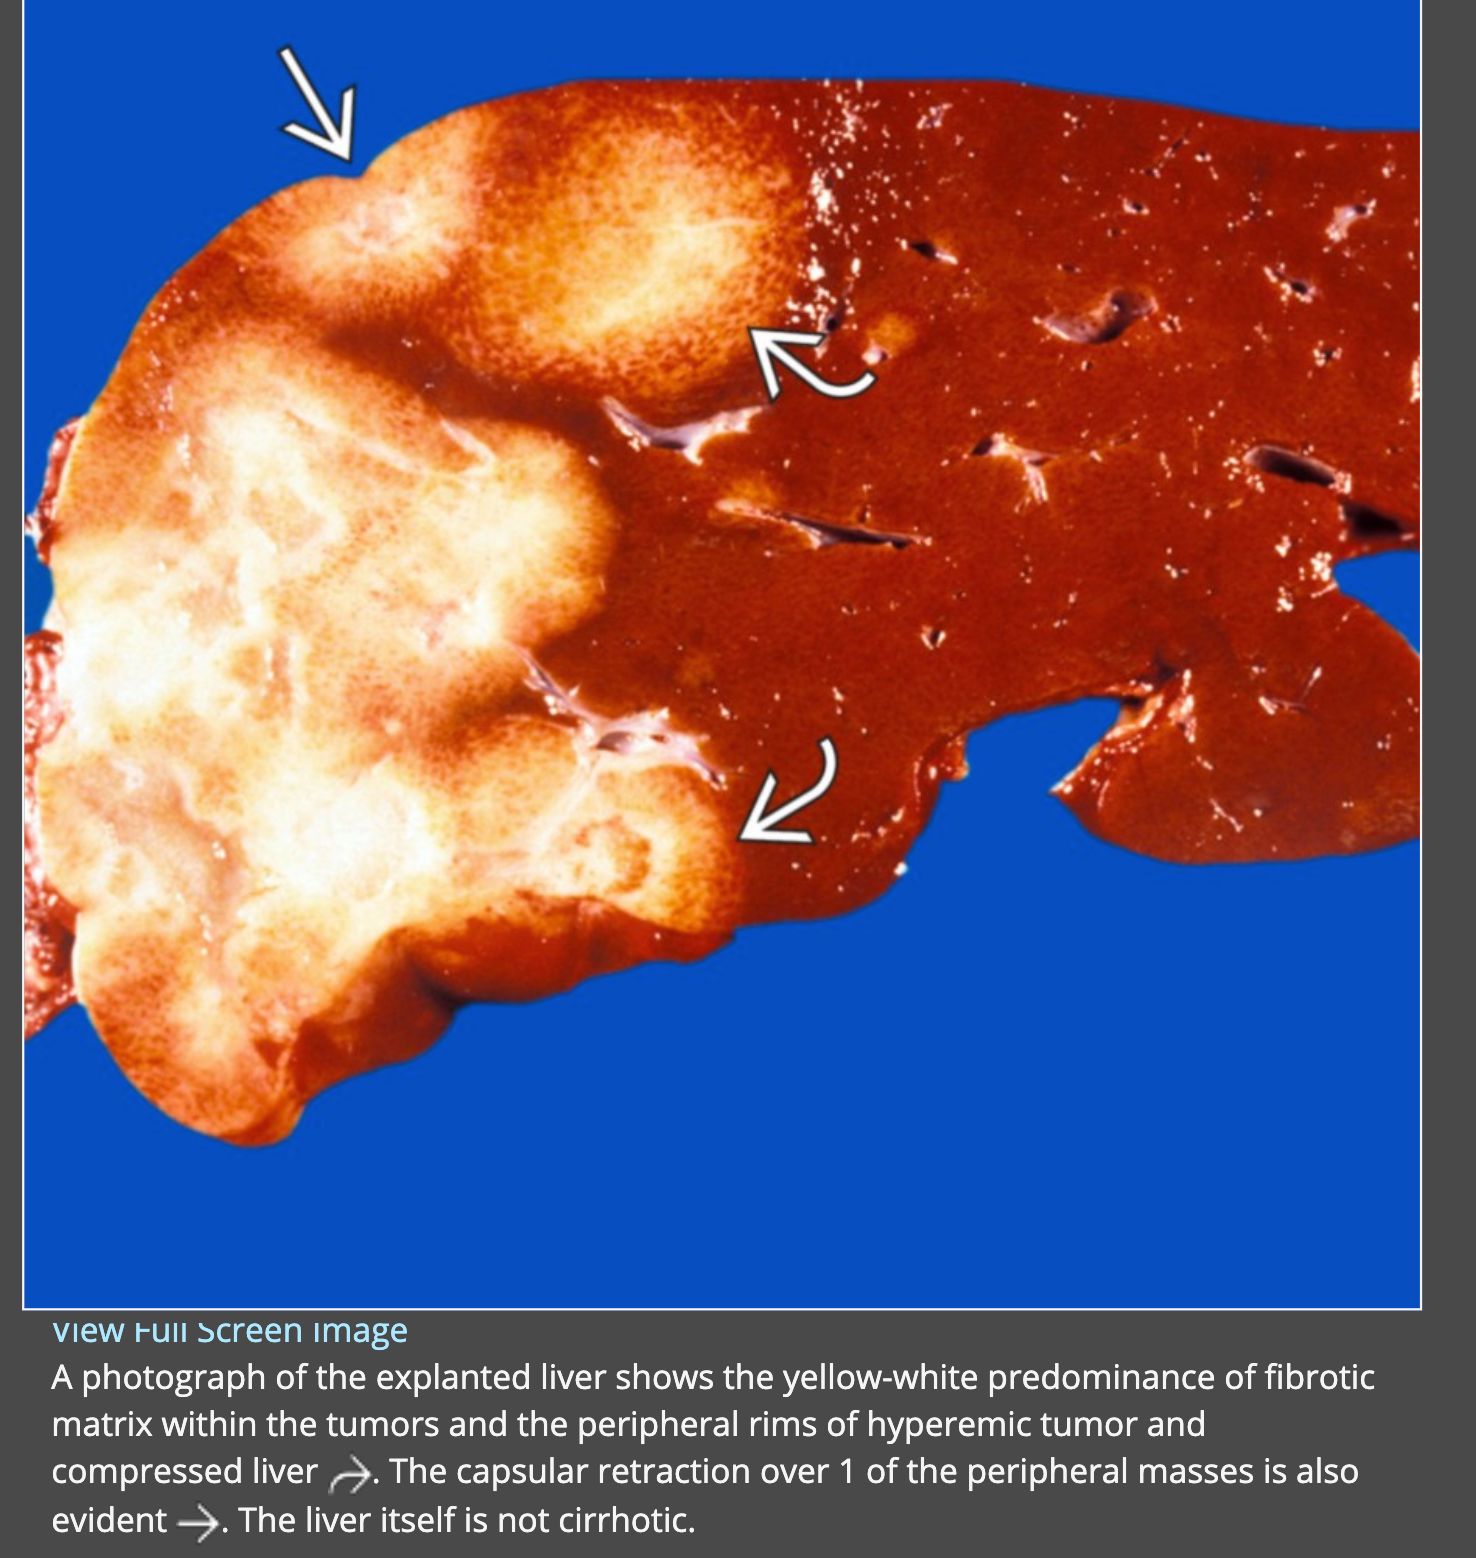 View Full Screen Image
A photograph of the explanted liver shows the yellow-white predominance of fibrotic
matrix within the tumors and the peripheral rims of hyperemic tumor and
compressed liver . The capsular retraction over 1 of the peripheral masses is also
evident . The liver itself is not cirrhotic.